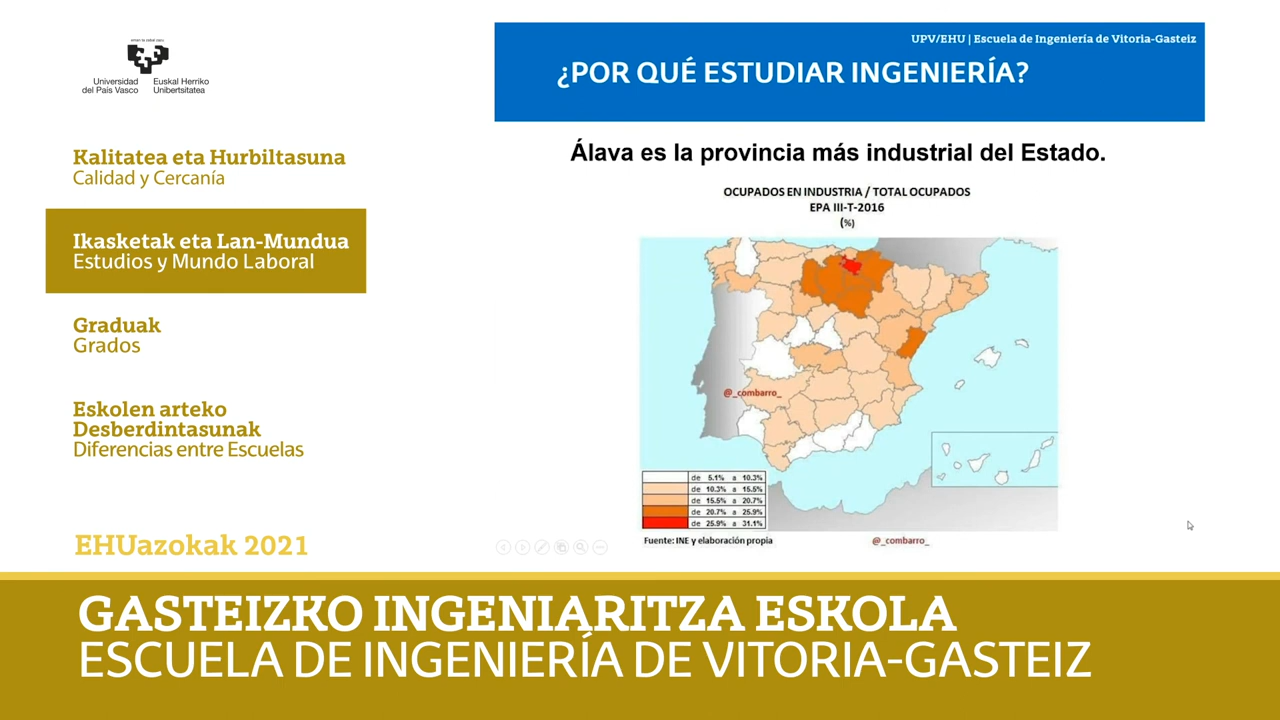 eman ta zabal zazu
Universidad
del País Vasco
Euskal Herriko
Unibertsitatea
Kalitatea eta Hurbiltasuna
Calidad y Cercanía
Ikasketak eta Lan-Mundua
Estudios y Mundo Laboral
Graduak
Grados
Eskolen arteko
Desberdintasunak
Diferencias entre Escuelas
EHUazokak 2021
UPV/EHU | Escuela de Ingeniería de Vitoria-Gasteiz
¿POR QUÉ ESTUDIAR INGENIERÍA?
Álava es la provincia más industrial del Estado.
OCUPADOS EN INDUSTRIA / TOTAL OCUPADOS
EPA III-T-2016
(%)
@_combarro_
de 5.1% a 10.3%
de 10.3% a 15.5%
de 15.5% a 20.7%
de 20.7% a 25.9%
de 25.9% a 31.1%
Fuente: INE y elaboración propia
@_combarro_
GASTEIZKO INGENIARITZA ESKOLA
ESCUELA DE INGENIERÍA DE VITORIA-GASTEIZ